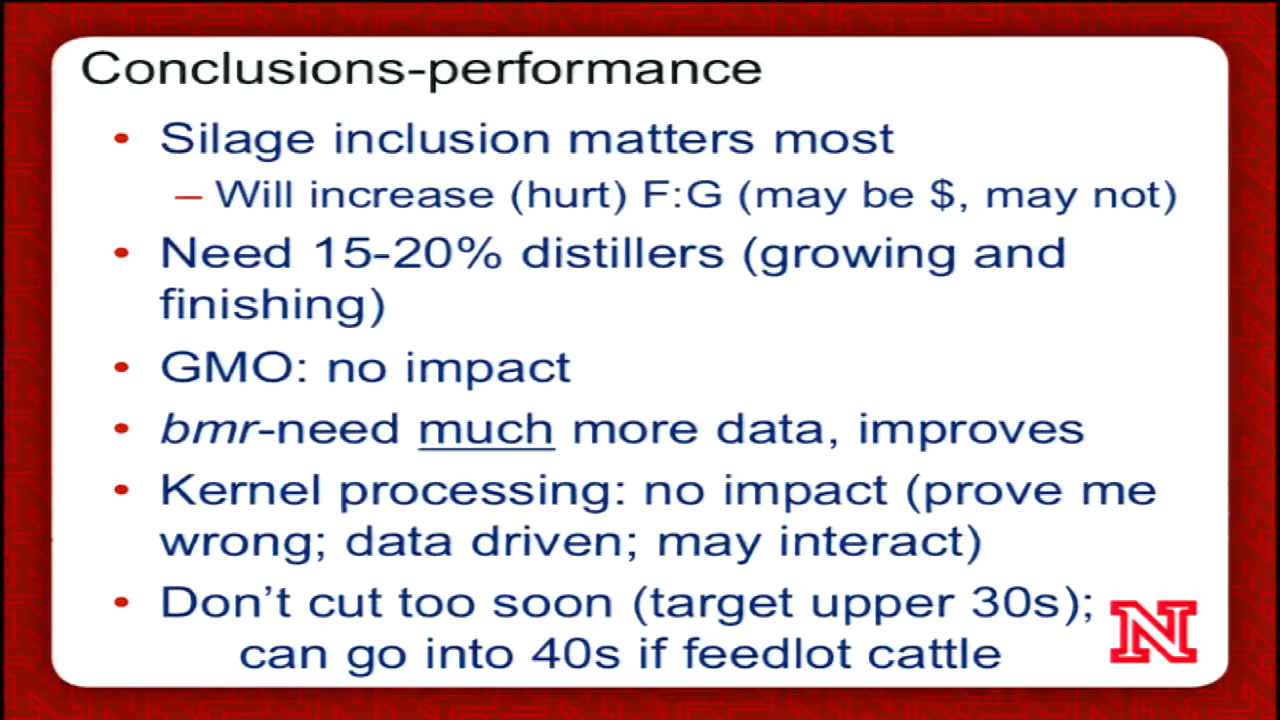 Conclusions-performance
• Silage inclusion matters most
– Will increase (hurt) F:G (may be $, may not)
• Need 15-20% distillers (growing and
finishing)
• GMO: no impact
• bmr-need much more data, improves
• Kernel processing: no impact (prove me
wrong; data driven; may interact)
• Don’t cut too soon (target upper 30s);
can go into 40s if feedlot cattle
N